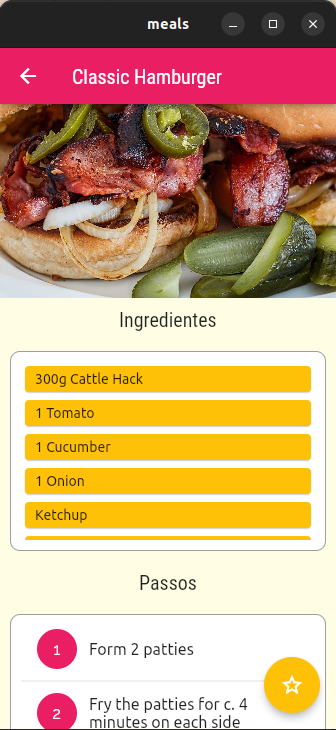 meals
Classic Hamburger
Ingredientes
300g Cattle Hack
1 Tomato
1 Cucumber
1 Onion
Ketchup
Passos
1 Form 2 patties
2 Fry the patties for c. 4
minutes on each side